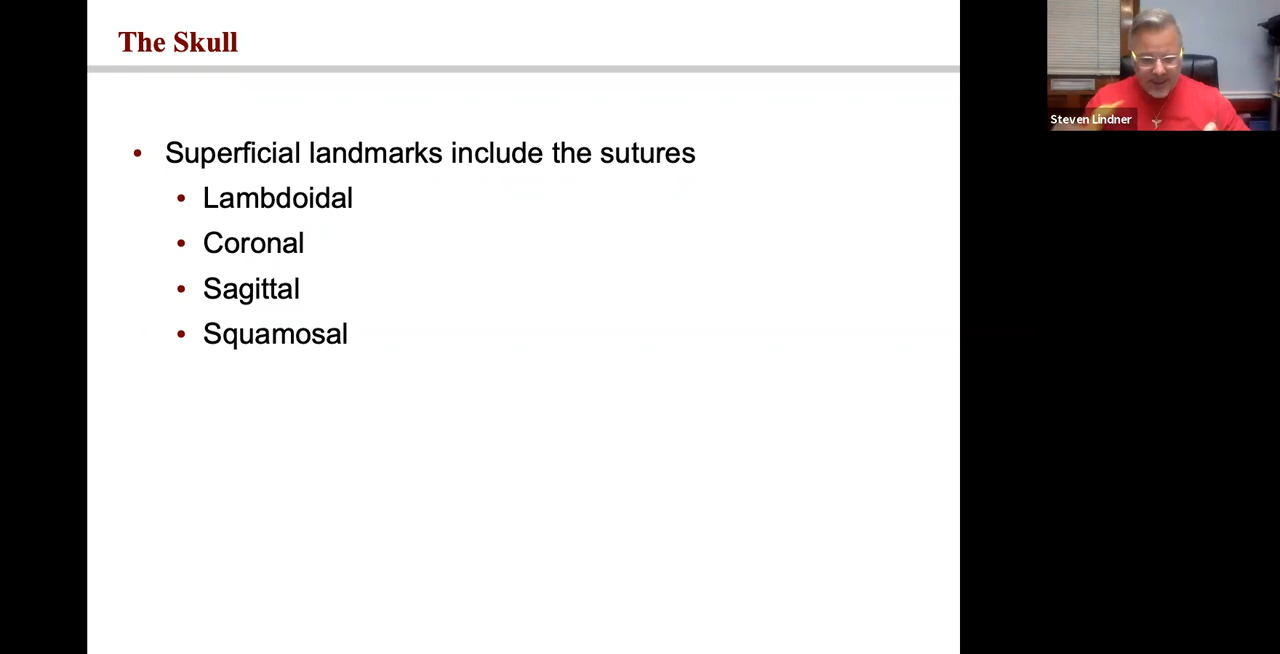 The Skull
Steven Lindner
• Superficial landmarks include the sutures
• Lambdoidal
• Coronal
• Sagittal
• Squamosal